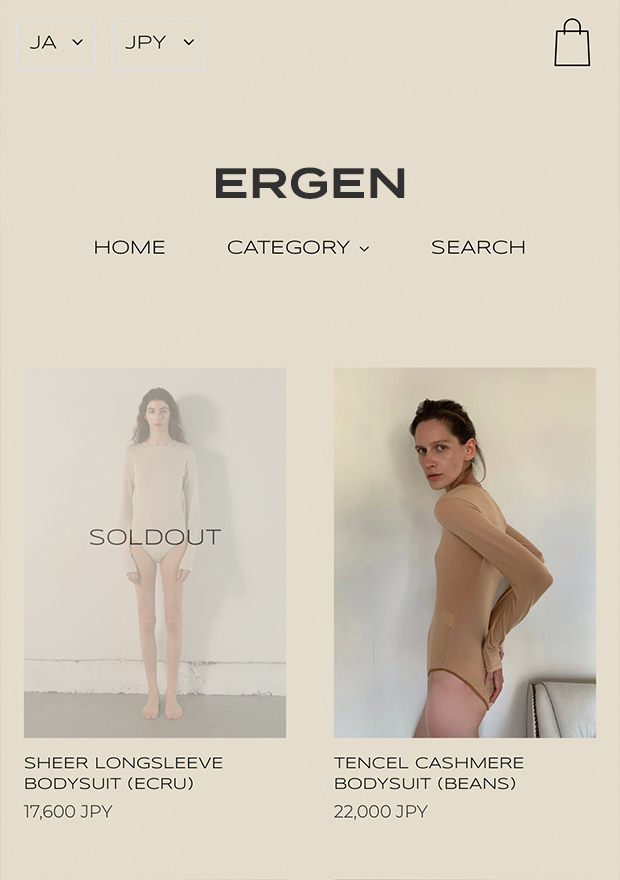 JA
JPY
ERGEN
HOME
CATEGORY
SEARCH
SOLDOUT
SHEER LONGSLEEVE
BODYSUIT (ECRU)
17,600 JPY
TENCEL CASHMERE
BODYSUIT (BEANS)
22,000 JPY